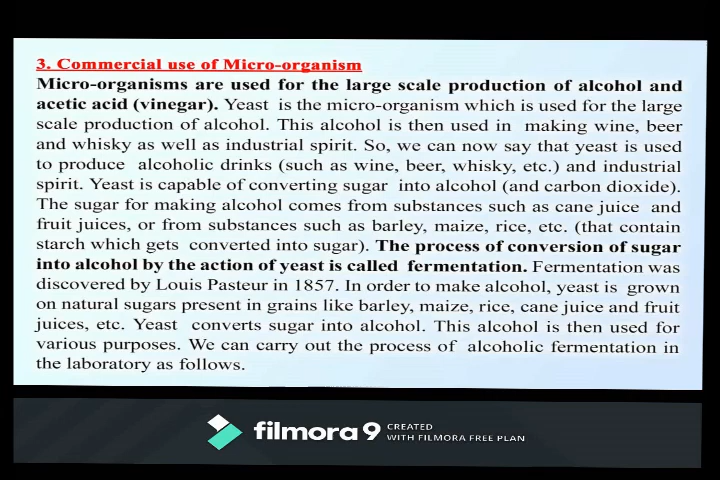 3. Commercial use of Micro-organism
Micro-organisms are used for the large scale production of alcohol and
acetic acid (vinegar). Yeast is the micro-organism which is used for the large
scale production of alcohol. This alcohol is then used in making wine, beer
and whisky as well as industrial spirit. So, we can now say that yeast is used
to produce alcoholic drinks (such as wine, beer, whisky, etc.) and industrial
spirit. Yeast is capable of converting sugar into alcohol (and carbon dioxide).
The sugar for making alcohol comes from substances such as cane juice and
fruit juices, or from substances such as barley, maize, rice, etc. (that contain
starch which gets converted into sugar). The process of conversion of sugar
into alcohol by the action of yeast is called fermentation. Fermentation was
discovered by Louis Pasteur in 1857. In order to make alcohol, yeast is grown
on natural sugars present in grains like barley, maize, rice, cane juice and fruit
juices, etc. Yeast converts sugar into alcohol. This alcohol is then used for
various purposes. We can carry out the process of alcoholic fermentation in
the laboratory as follows.
filmora 9 CREATED
WITH FILMORA FREE PLAN